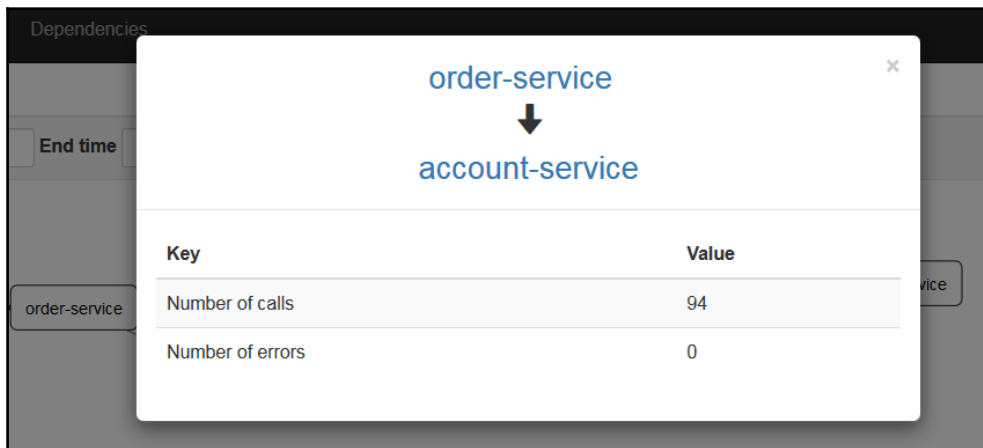 Dependencies
order-service
×
account-service
End time
Key Value
Number of calls 94
Number of errors 0
order-service
vice